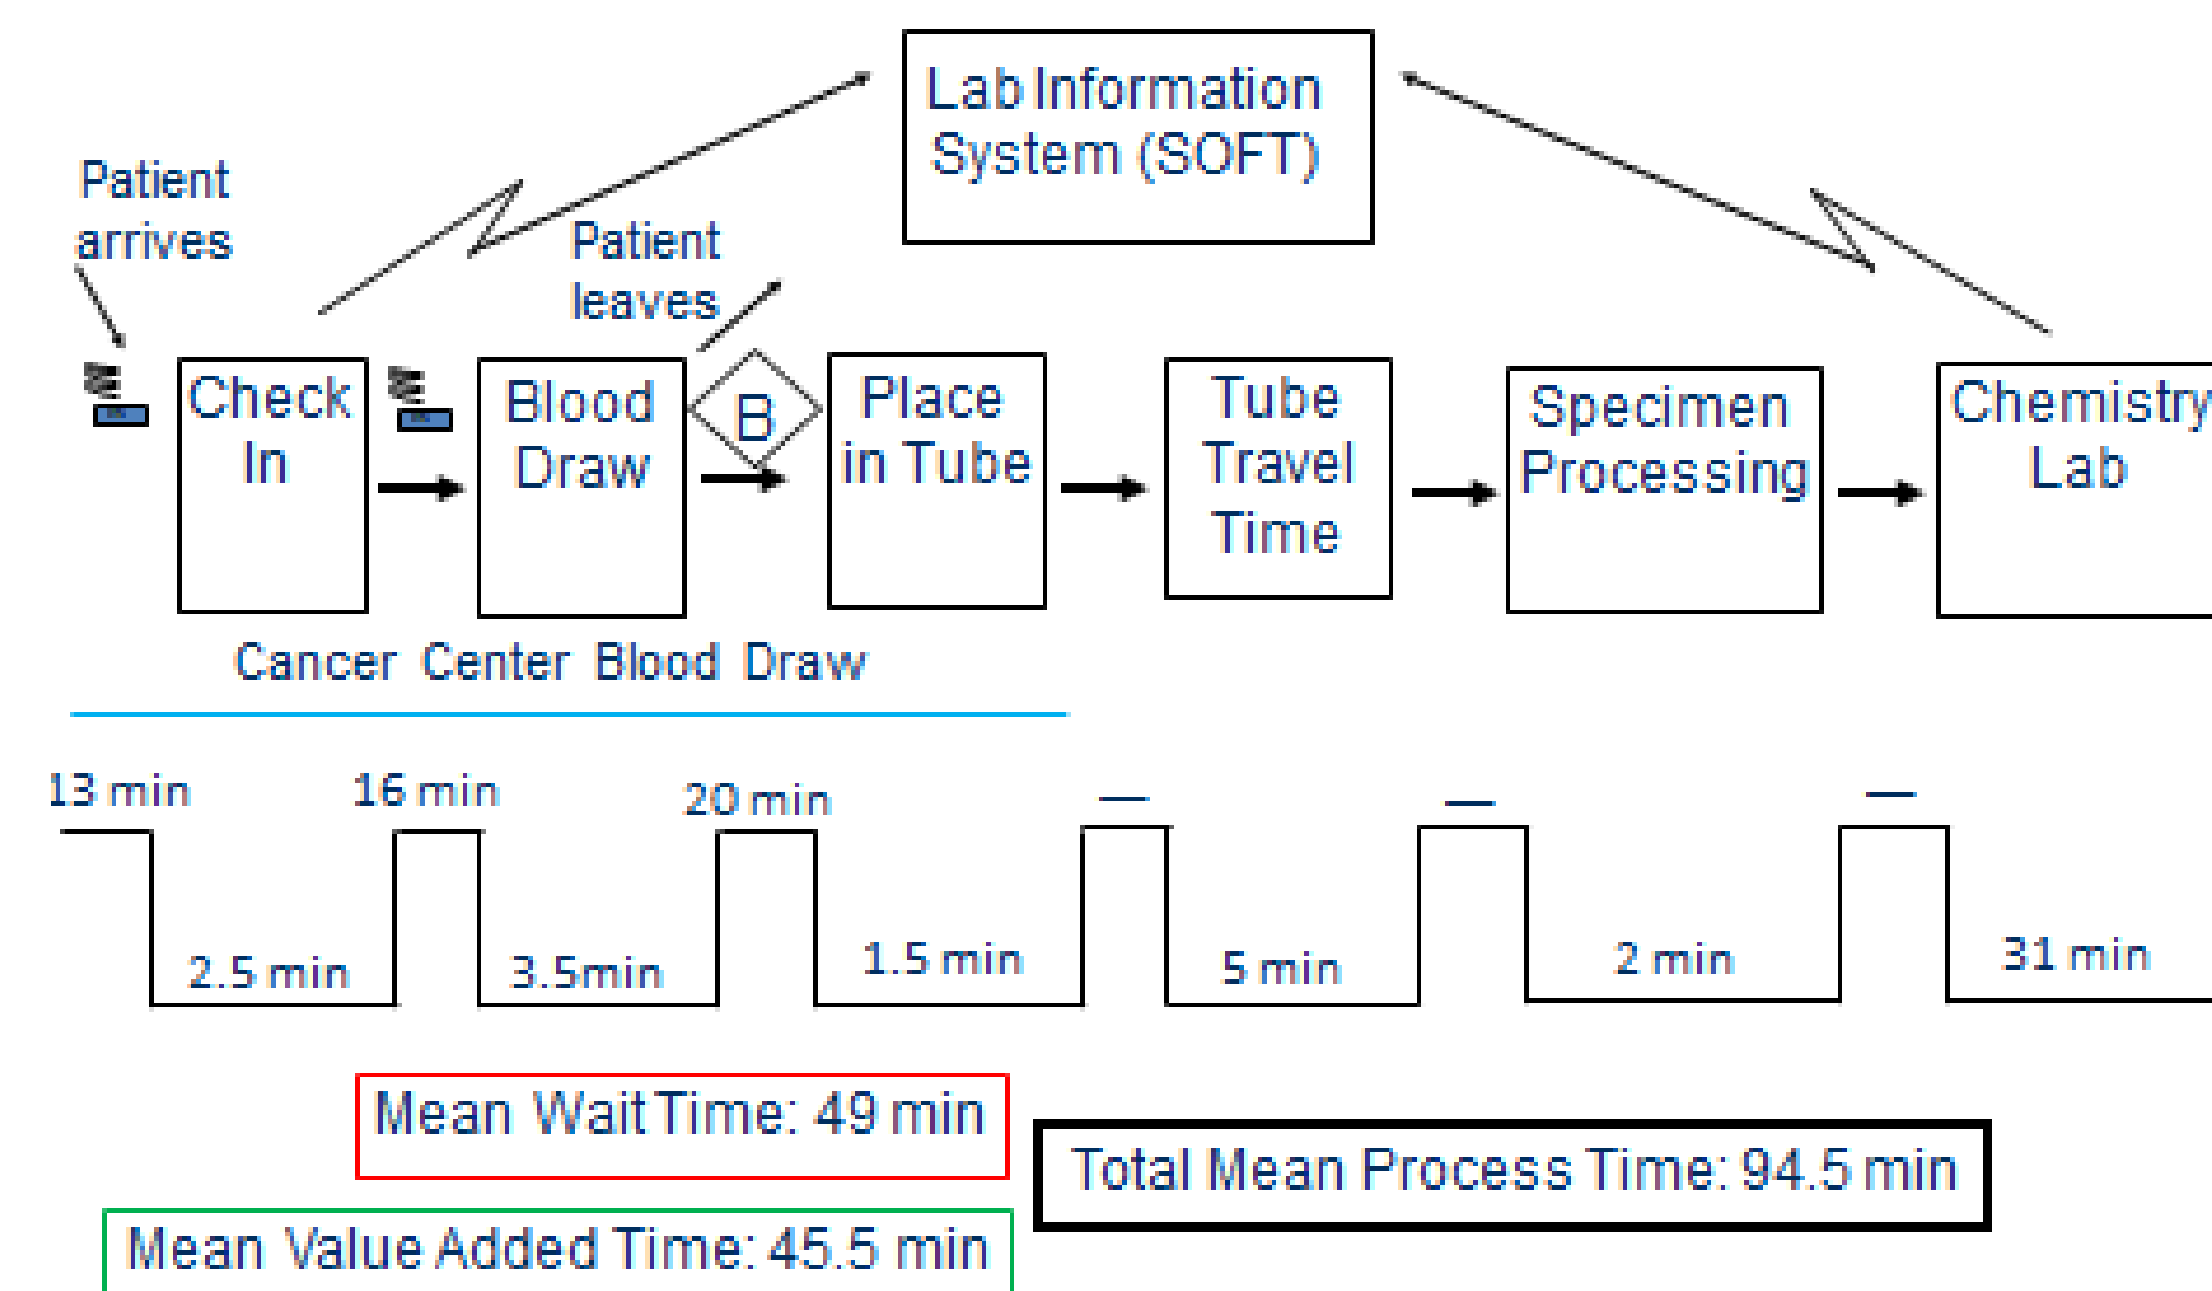 Lab Information
System (SOFT)
Patient
arrives
Patient
leaves
Check
In
Blood
Draw
B
Place
in Tube
Tube
Travel
Time
Specimen
Processing
Chemistry
Lab
Cancer Center Blood Draw
13 min
16 min
20 min
—
—
—
2.5 min
3.5min
1.5 min
5 min
2 min
31 min
Mean Wait Time: 49 min
Total Mean Process Time: 94.5 min
Mean Value Added Time: 45.5 min